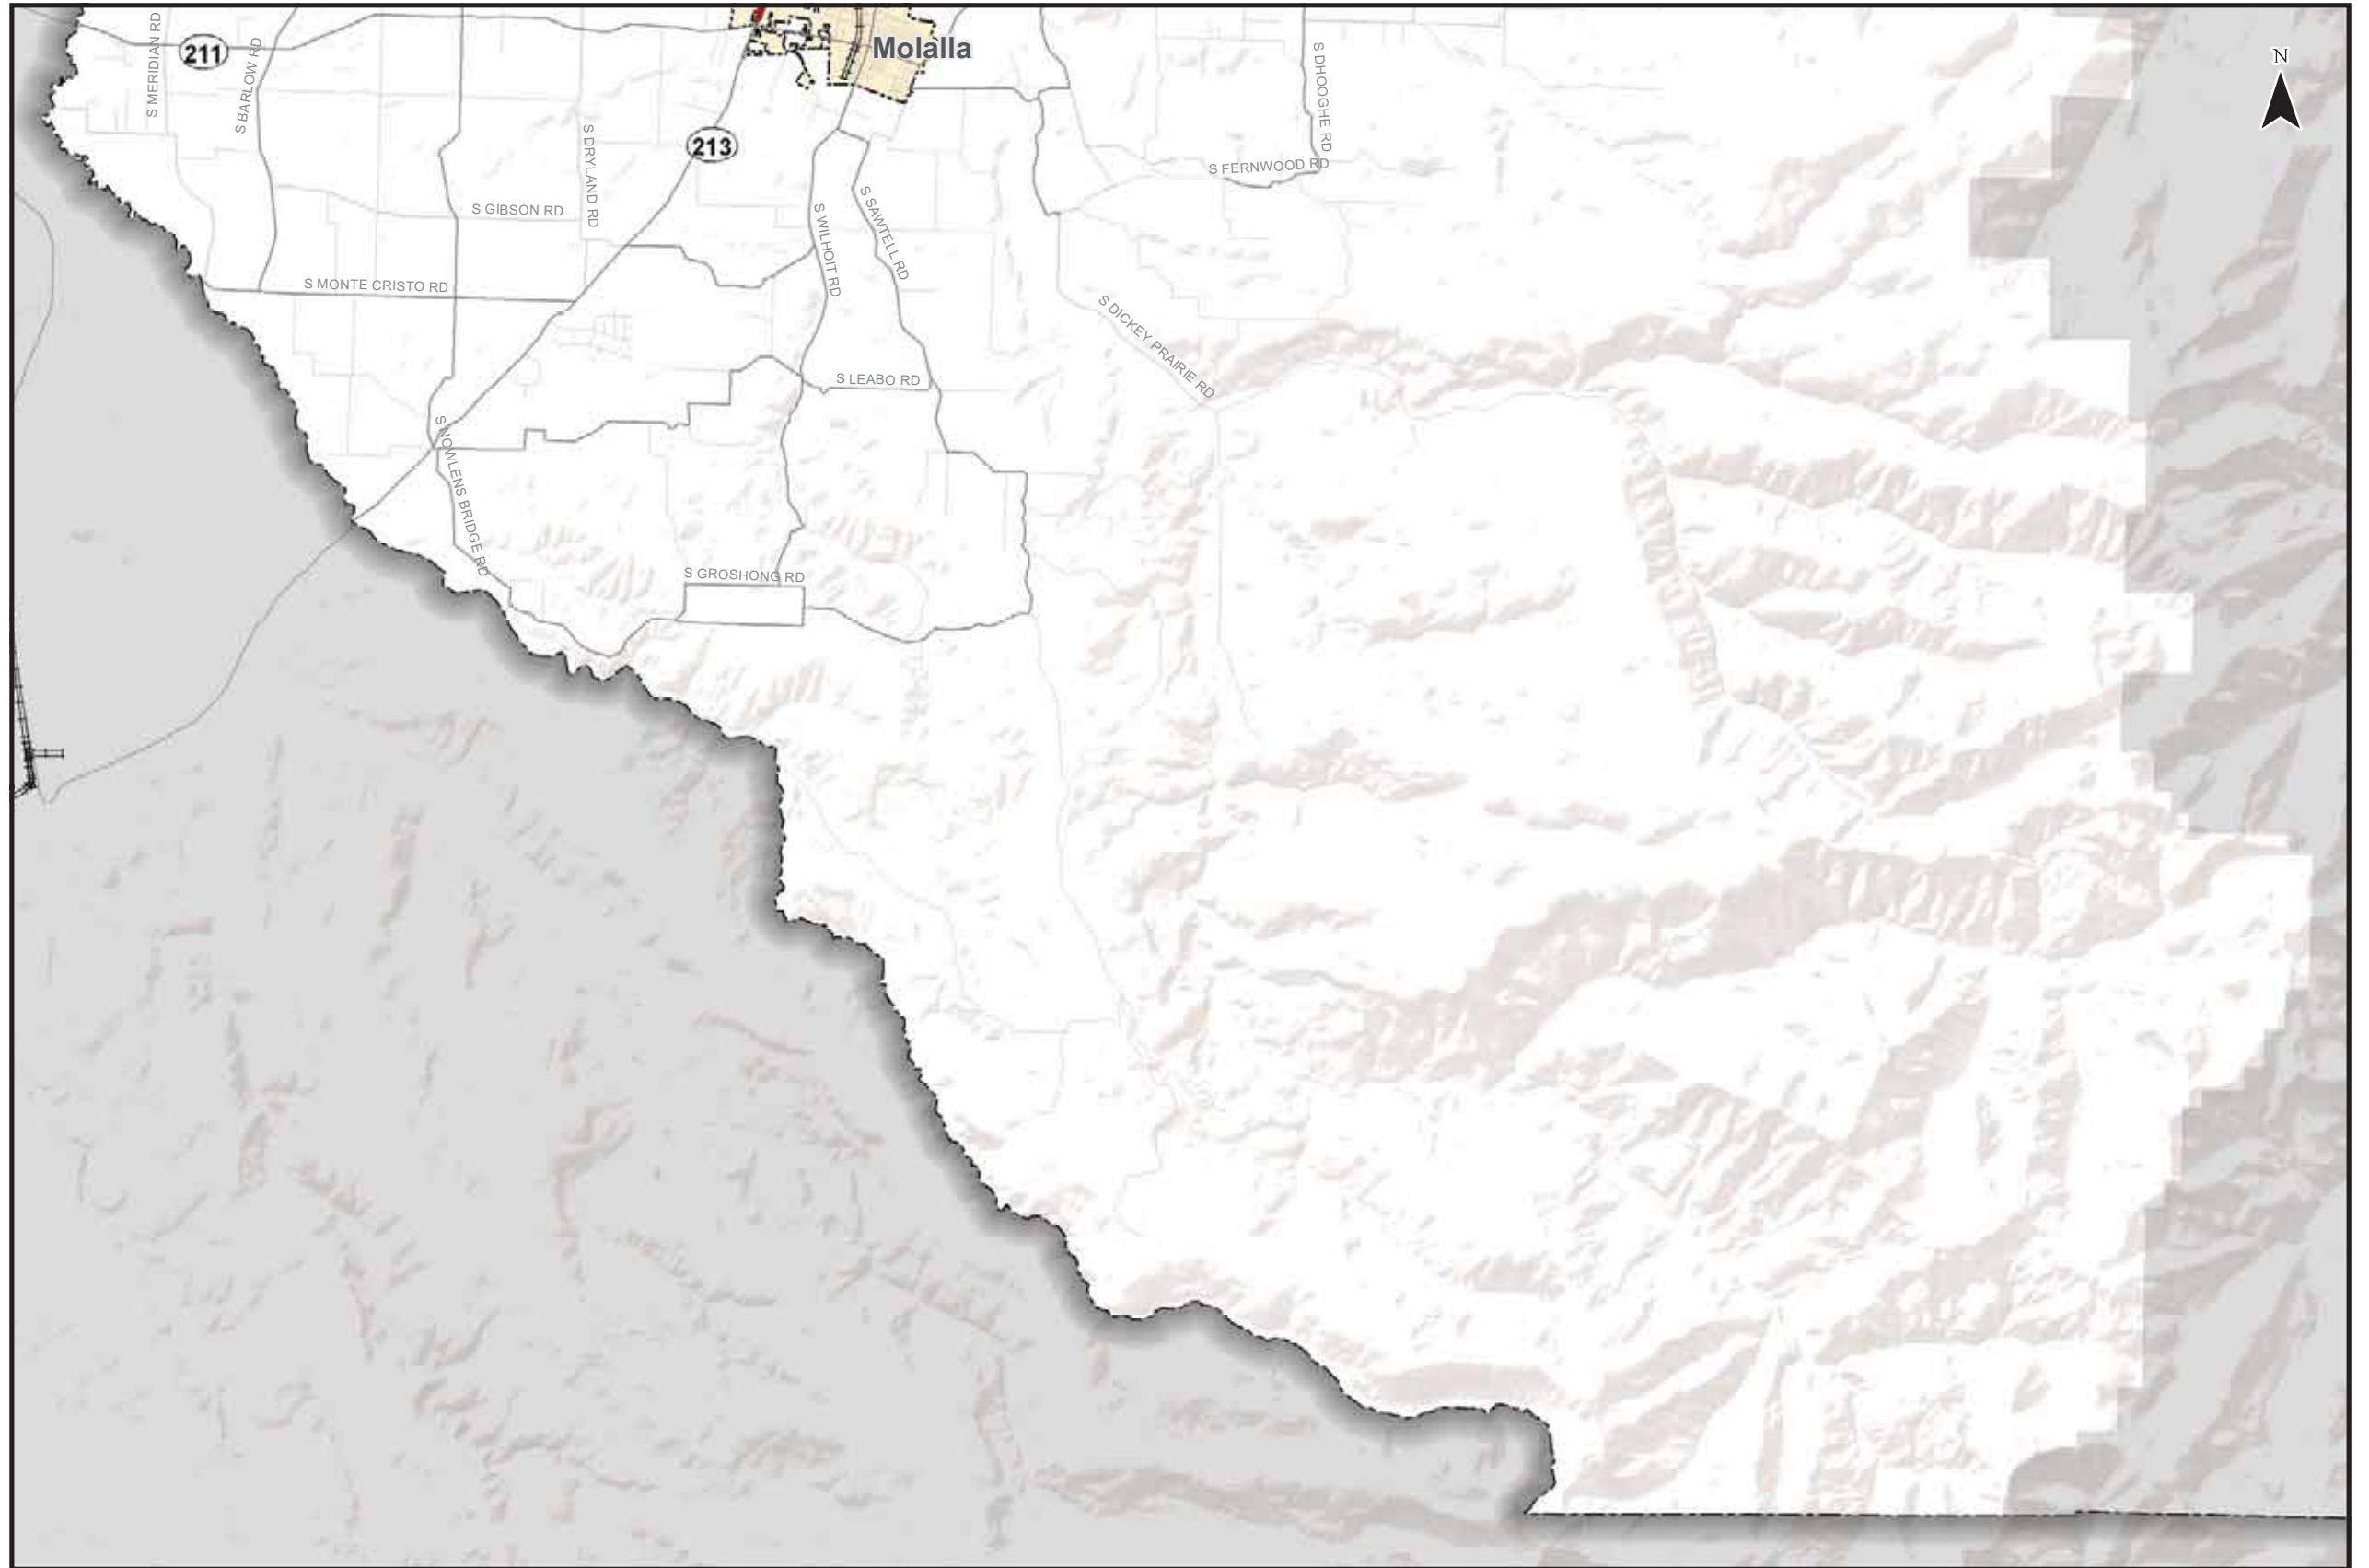 N
Molalla
211
S MERIDIAN RD
S BARLOW RD
S DHOOGHE RD
S DRYLAND RD
213
S FERNWOOD RD
S GIBSON RD
S WILHOIT RD
S SAWTELL RD
S MONTE CRISTO RD
S DICKEY PRAIRIE RD
S LEABO RD
S NOWLENS BRIDGE RD
S GROSHONG RD